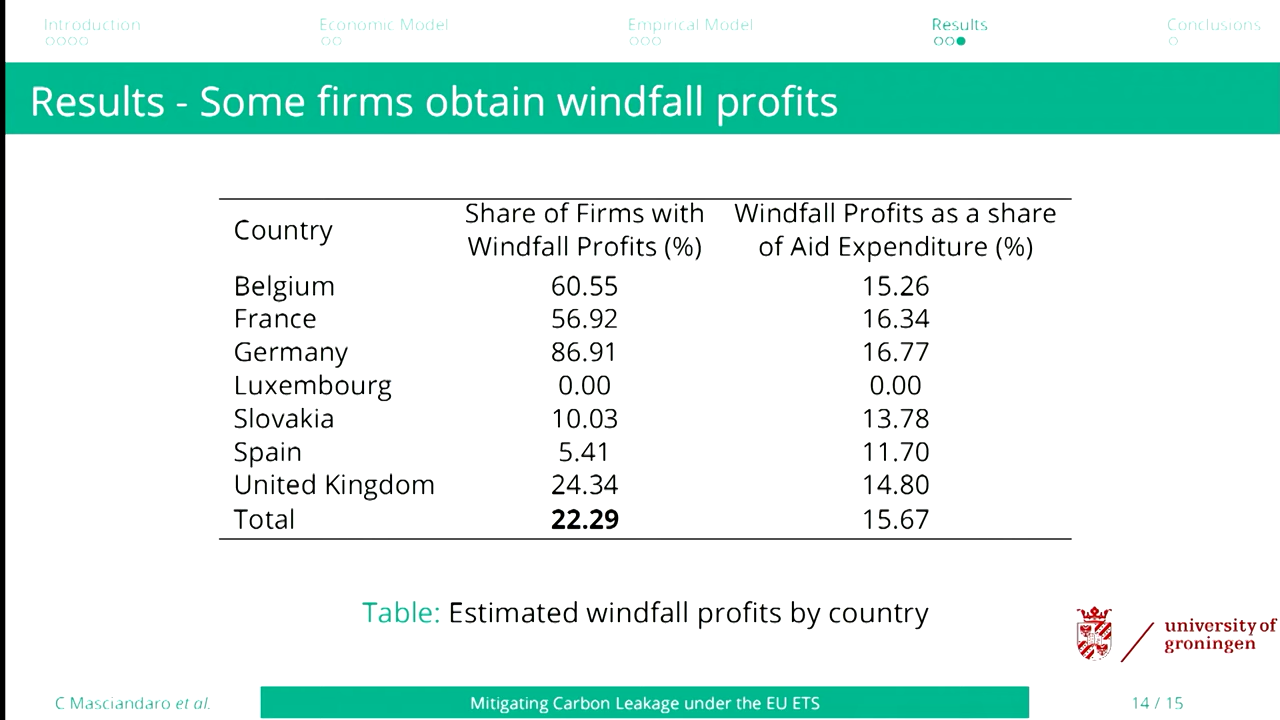 Introduction Economic Model Empirical Model Results Conclusions
Results - Some firms obtain windfall profits
Country Share of Firms with Windfall Profits (%) Windfall Profits as a share of Aid Expenditure (%)
Belgium 60.55 15.26
France 56.92 16.34
Germany 86.91 16.77
Luxembourg 0.00 0.00
Slovakia 10.03 13.78
Spain 5.41 11.70
United Kingdom 24.34 14.80
Total 22.29 15.67
Table: Estimated windfall profits by country
university of
groningen
C Masciandaro et al. Mitigating Carbon Leakage under the EU ETS 14 / 15